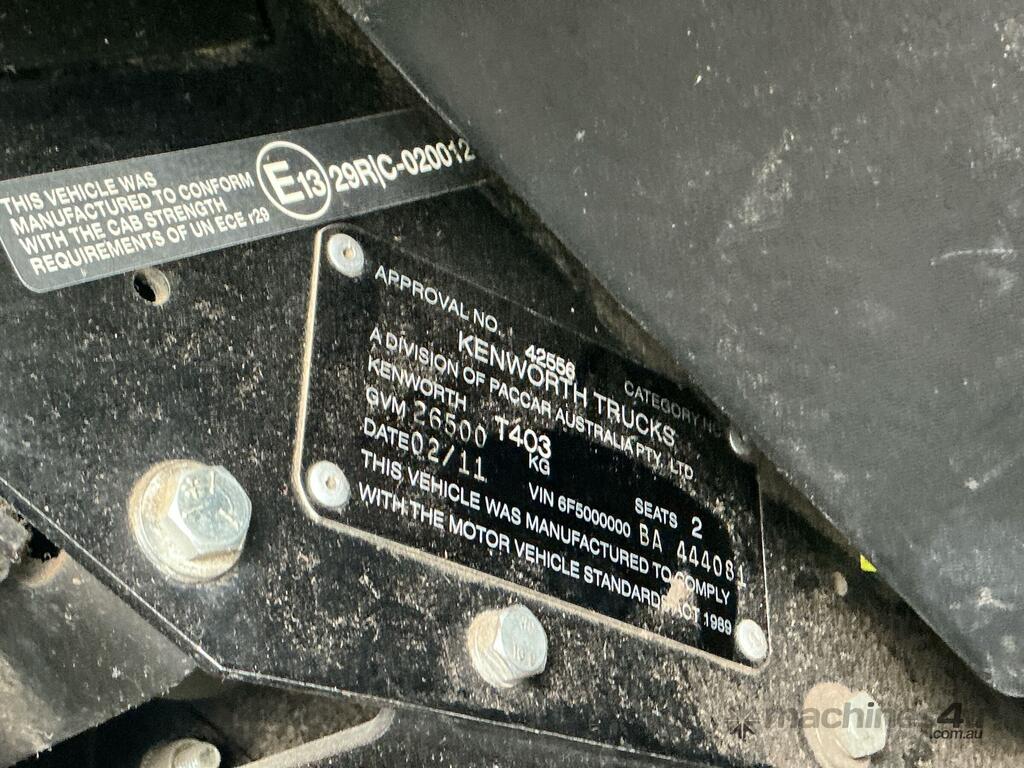 THIS VEHICLE WAS
MANUFACTURED TO CONFORM
WITH THE CAB STRENGTH
REQUIREMENTS OF UN ECE r29
E13 29R|C-020012
APPROVAL NO. 42556 CATEGORY
KENWORTH TRUCKS
A DIVISION OF PACCAR AUSTRALIA PTY. LTD
KENWORTH T403
GVM 26500 KG SEATS 2
DATE 02/11 VIN 6F5000000 BA 444081
THIS VEHICLE WAS MANUFACTURED TO COMPLY
WITH THE MOTOR VEHICLE STANDARDS ACT 1989
machines4u
.com.au